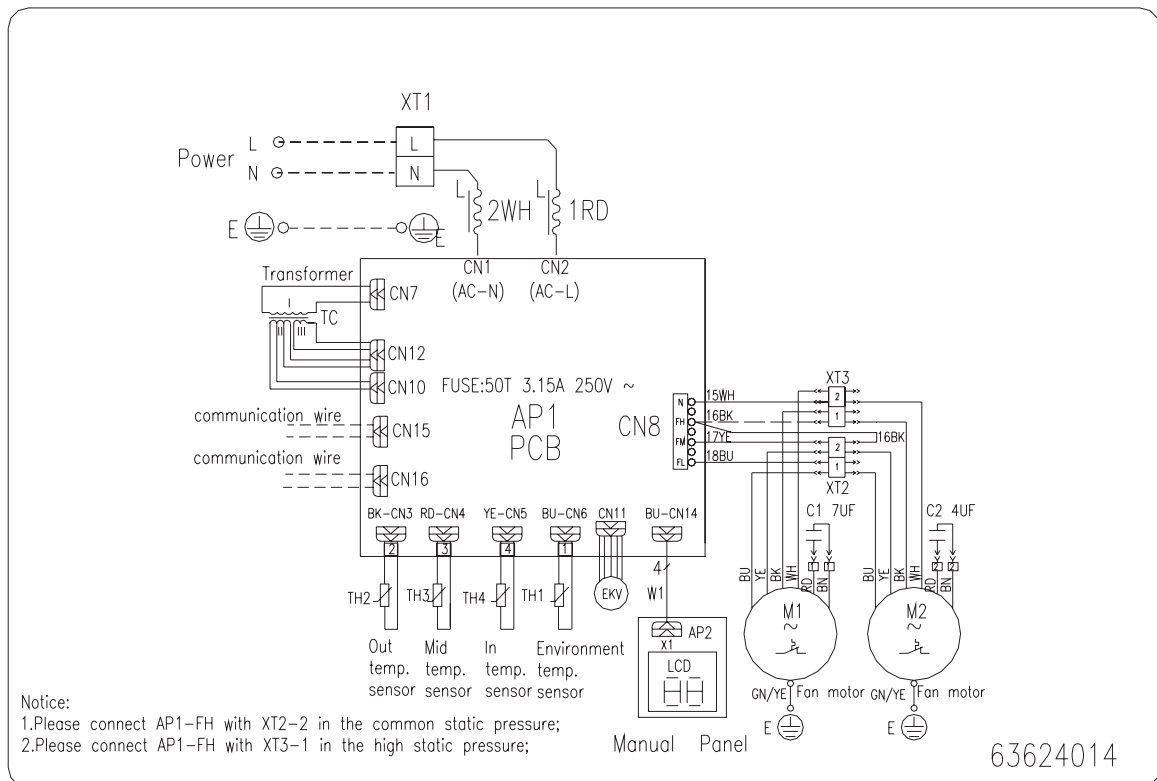 XT1
Power
L
L
N
N
L
2WH
L
1RD
E
E
CN1
(AC-N)
CN2
(AC-L)
Transformer
CN7
I
TC
II
III
CN12
CN10
FUSE:50T 3.15A 250V ~
AP1
PCB
CN8
N
FH
FM
FL
15WH
16BK
17YE
18BU
16BK
XT3
2
1
2
1
XT2
communication wire
CN15
communication wire
CN16
BK-CN3
RD-CN4
YE-CN5
BU-CN6
CN11
BU-CN14
2
3
4
1
TH2
TH3
TH4
TH1
EKV
4
W1
Out
temp.
sensor
Mid
temp.
sensor
In
temp.
sensor
Environment
temp.
sensor
X1
AP2
LCD
Manual Panel
C1 7UF
C2 4UF
BU
YE
BK
WH
RD
BN
BU
YE
BK
WH
RD
BN
M1
~
M2
~
GN/YE
Fan motor
GN/YE
Fan motor
E
E
Notice:
1.Please connect AP1-FH with XT2-2 in the common static pressure;
2.Please connect AP1-FH with XT3-1 in the high static pressure;
63624014